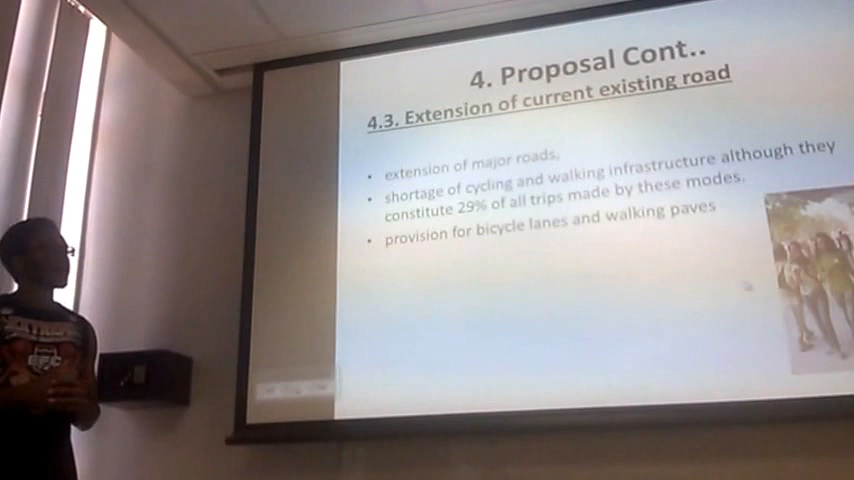 4. Proposal Cont..
4.3. Extension of current existing road
• extension of major roads,
• shortage of cycling and walking infrastructure although they
constitute 29% of all trips made by these modes.
• provision for bicycle lanes and walking paves